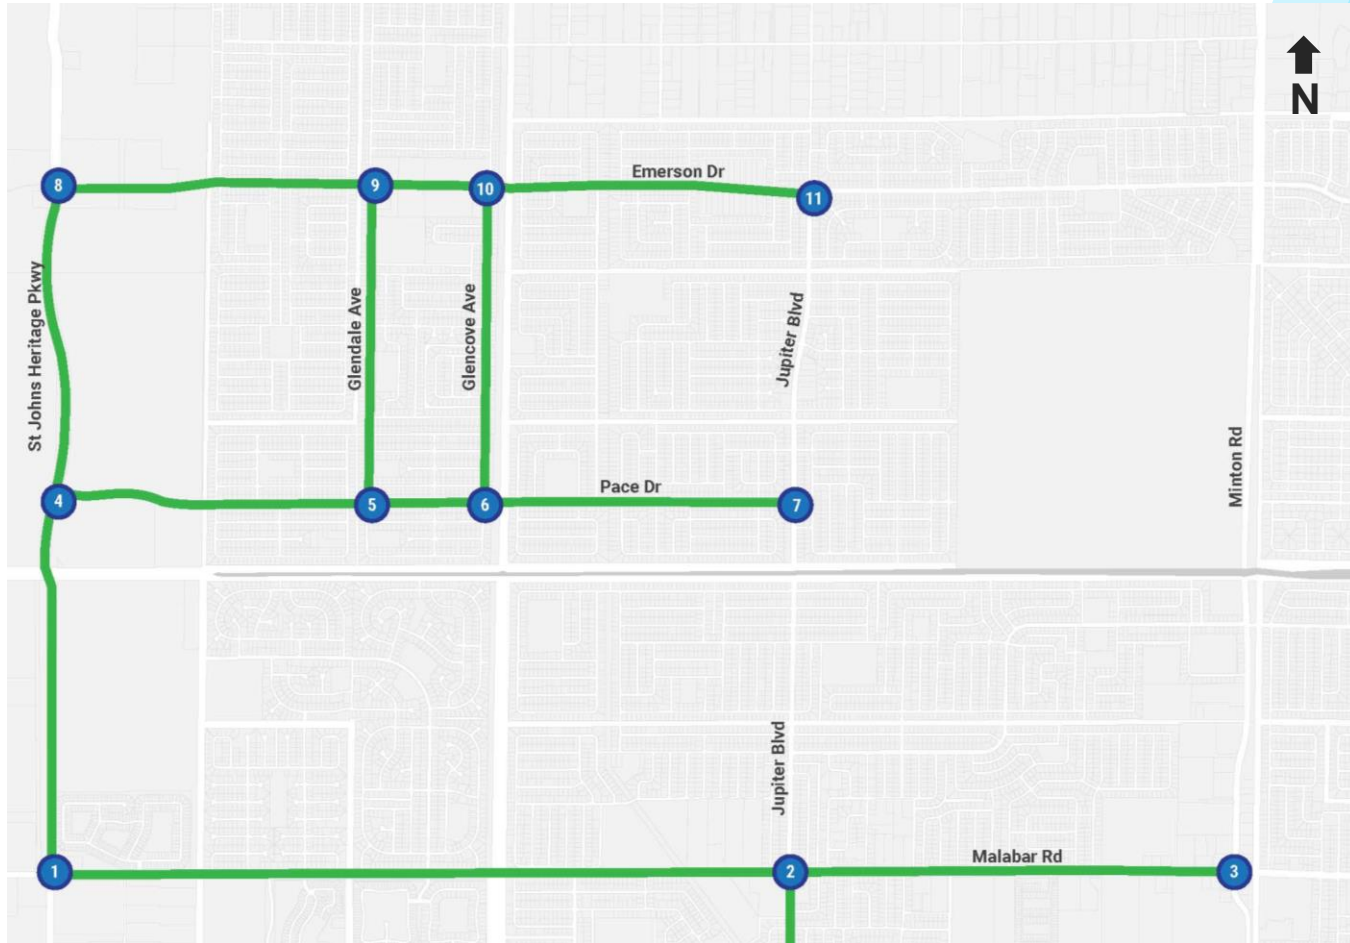 N
Emerson Dr
8
9
10
11
St Johns Heritage Pkwy
Glendale Ave
Glencove Ave
Jupiter Blvd
Minton Rd
Pace Dr
4
5
6
7
Jupiter Blvd
Malabar Rd
1
2
3